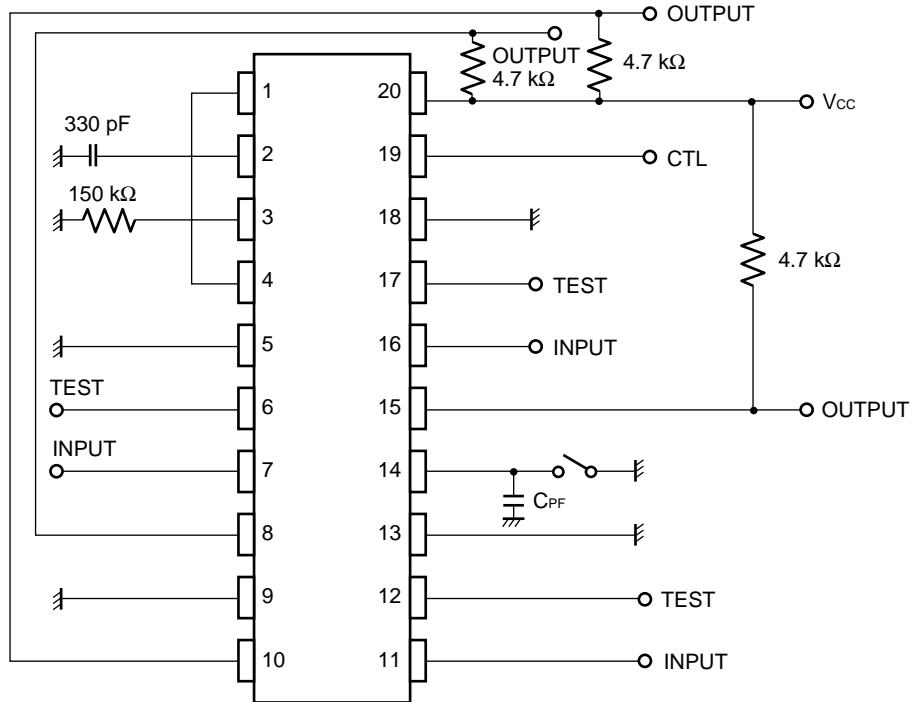 OUTPUT
OUTPUT
4.7 kΩ
4.7 kΩ
1
20
VCC
330 pF
2
19
CTL
150 kΩ
3
18
4.7 kΩ
4
17
TEST
5
16
INPUT
TEST
6
15
OUTPUT
INPUT
7
14
CPF
8
13
9
12
TEST
10
11
INPUT